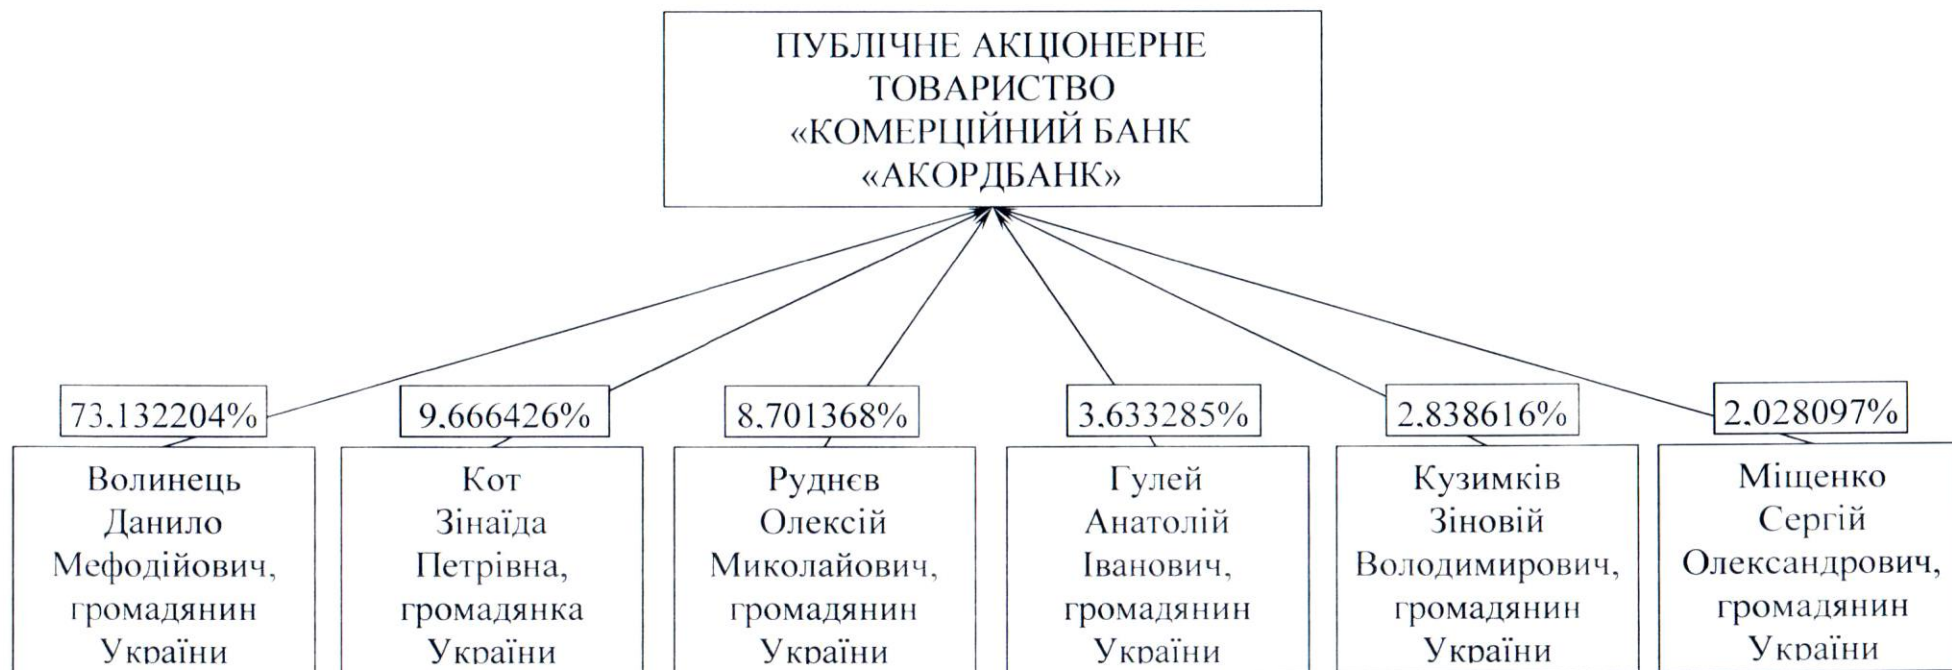 ПУБЛІЧНЕ АКЦІОНЕРНЕ
ТОВАРИСТВО
«КОМЕРЦІЙНИЙ БАНК
«АКОРДБАНК»
73,132204%
9,666426%
8,701368%
3,633285%
2,838616%
2,028097%
Волинець
Данило
Мефодійович,
громадянин
України
Кот
Зінаїда
Петрівна,
громадянка
України
Руднєв
Олексій
Миколайович,
громадянин
України
Гулей
Анатолій
Іванович,
громадянин
України
Кузимків
Зіновій
Володимирович,
громадянин
України
Міщенко
Сергій
Олександрович,
громадянин
України